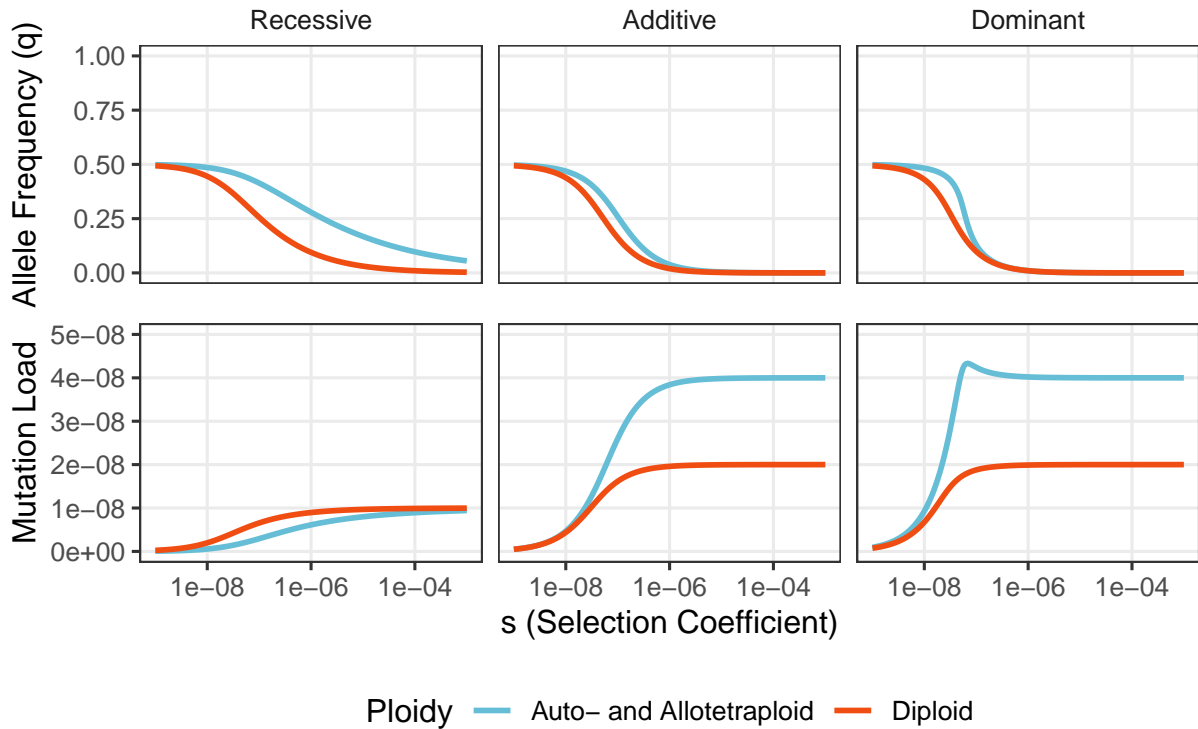 Recessive Additive Dominant
Allele Frequency (q)
1.00
0.75
0.50
0.25
0.00
Mutation Load
5e−08
4e−08
3e−08
2e−08
1e−08
0e+00
1e−08 1e−06 1e−04 1e−08 1e−06 1e−04 1e−08 1e−06 1e−04
s (Selection Coefficient)
Ploidy Auto− and Allotetraploid Diploid